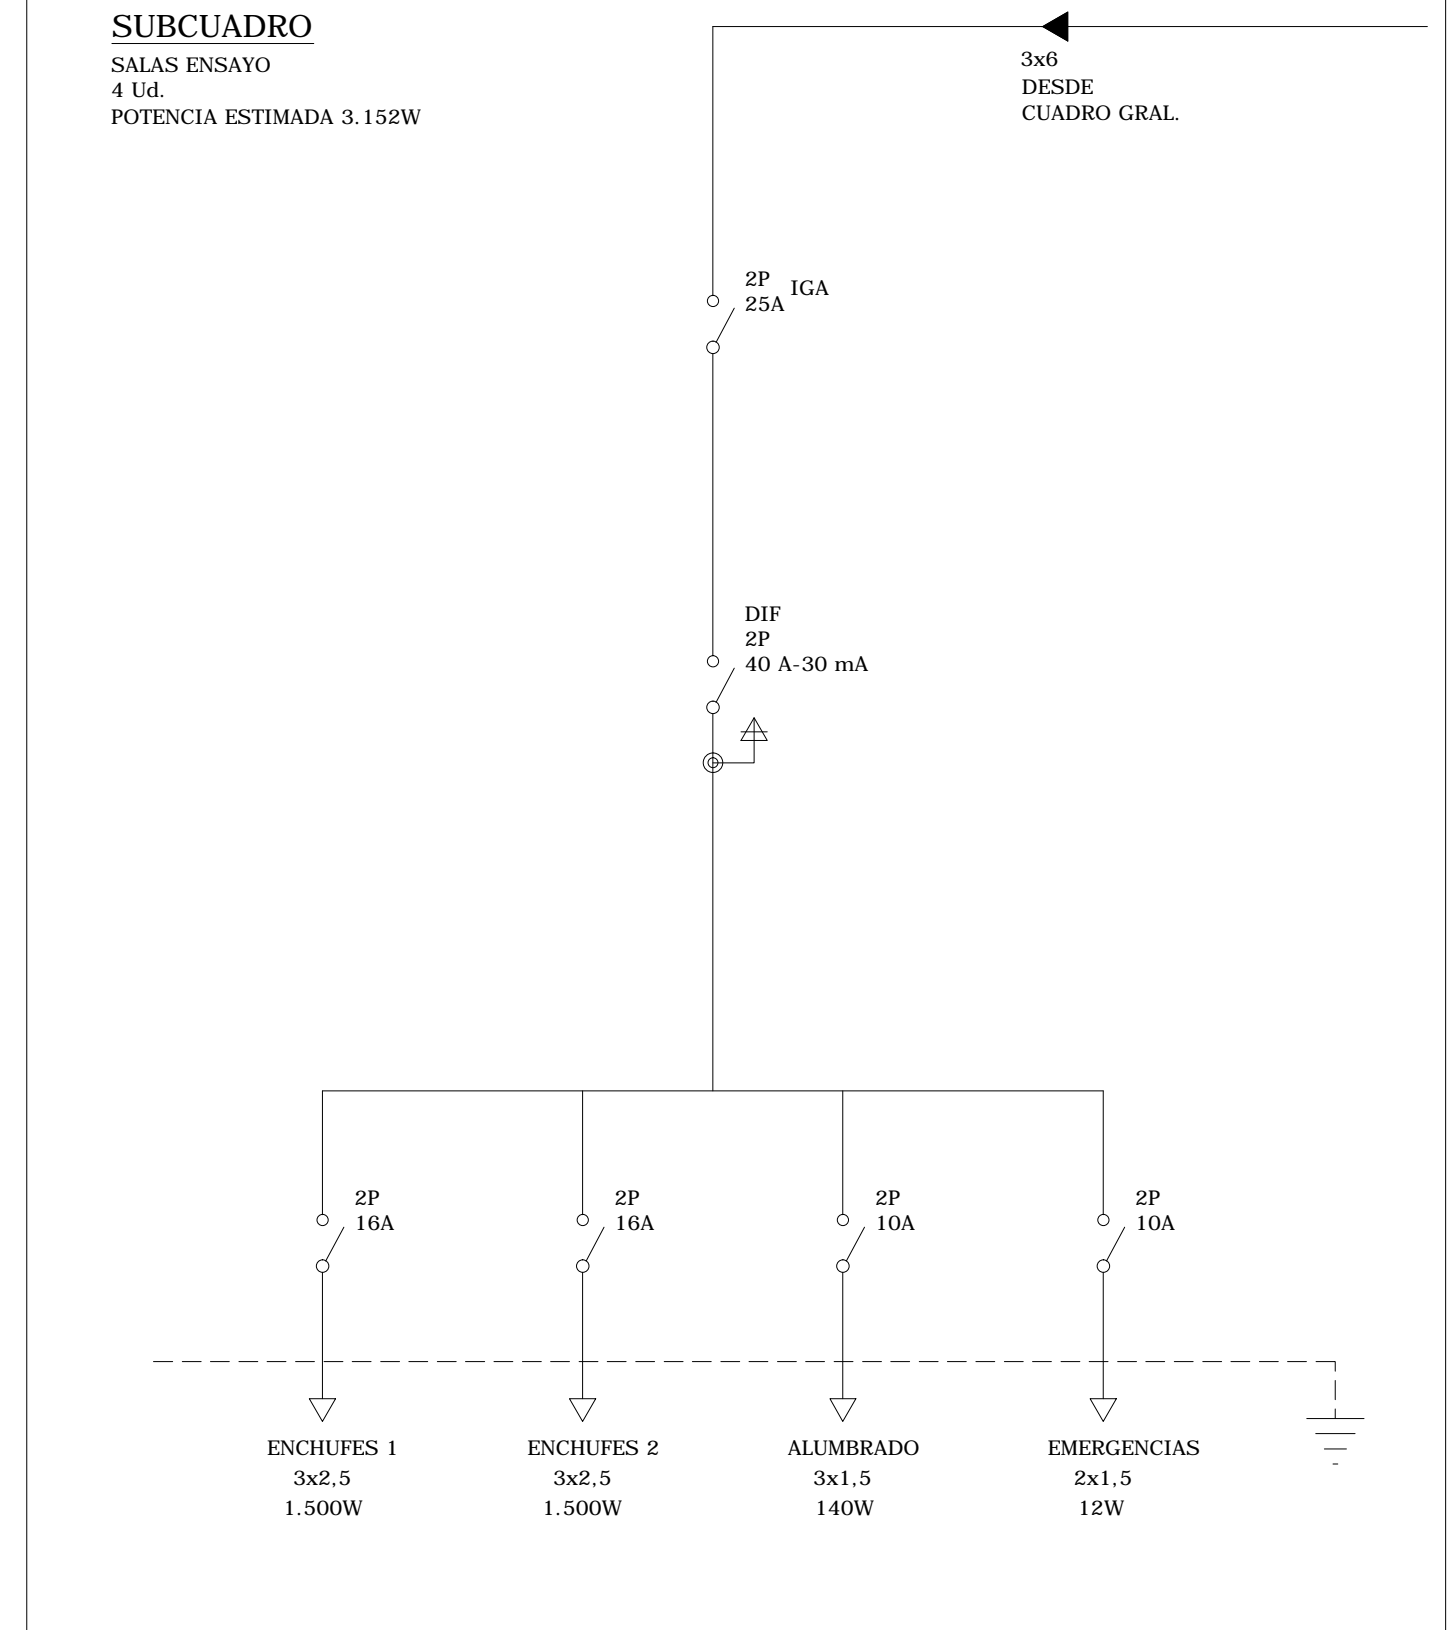 SUBCUADRO
SALAS ENSAYO
4 Ud.
POTENCIA ESTIMADA 3.152W
3x6
DESDE
CUADRO GRAL.
2P
25A
IGA
DIF
2P
40 A-30 mA
2P
16A
2P
16A
2P
10A
2P
10A
ENCHUFES 1
3x2,5
1.500W
ENCHUFES 2
3x2,5
1.500W
ALUMBRADO
3x1,5
140W
EMERGENCIAS
2x1,5
12W